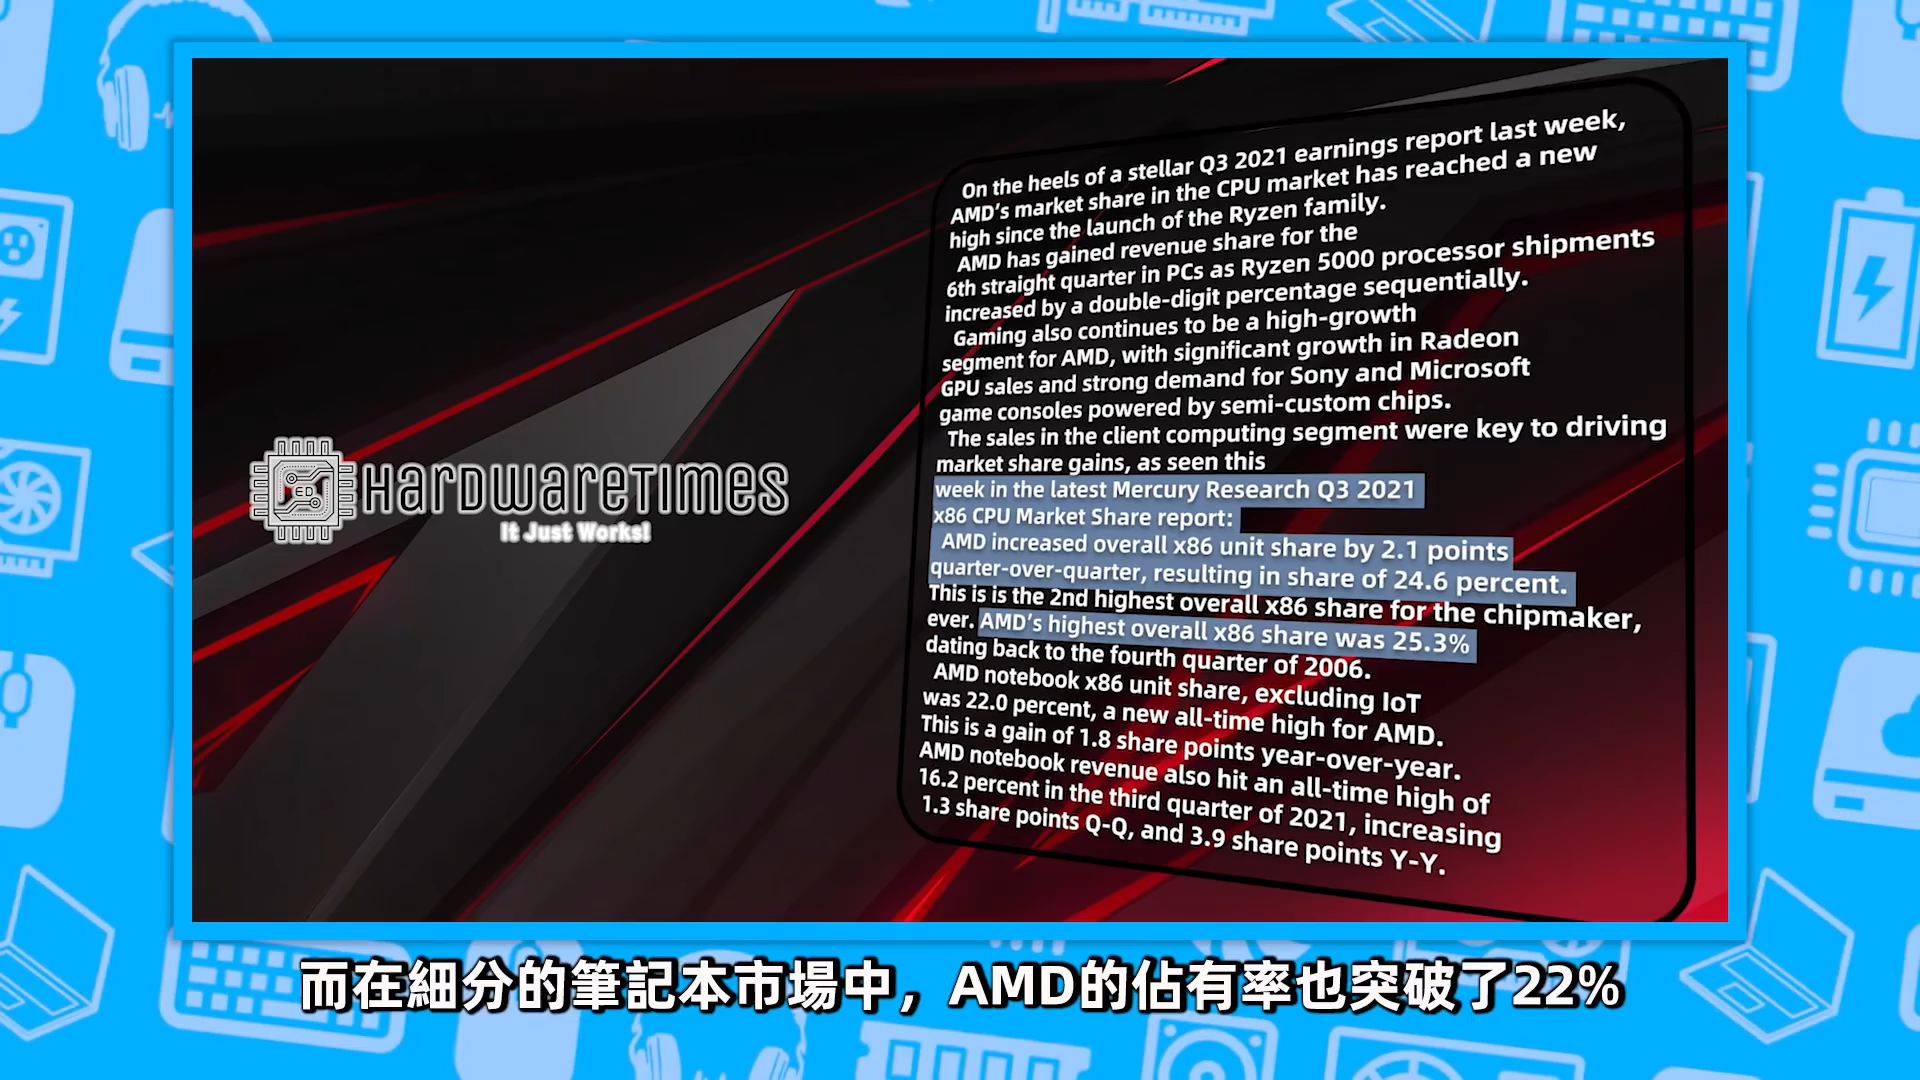 On the heels of a stellar Q3 2021 earnings report last week,
AMD's market share in the CPU market has reached a new
high since the launch of the Ryzen family.
AMD has gained revenue share for the
6th straight quarter in PCs as Ryzen 5000 processor shipments
increased by a double-digit percentage sequentially.
Gaming also continues to be a high-growth
segment for AMD, with significant growth in Radeon
GPU sales and strong demand for Sony and Microsoft
game consoles powered by semi-custom chips.
The sales in the client computing segment were key to driving
market share gains, as seen this
week in the latest Mercury Research Q3 2021
x86 CPU Market Share report:
AMD increased overall x86 unit share by 2.1 points
quarter-over-quarter, resulting in share of 24.6 percent.
This is is the 2nd highest overall x86 share for the chipmaker,
ever. AMD's highest overall x86 share was 25.3%
dating back to the fourth quarter of 2006.
AMD notebook x86 unit share, excluding IoT
was 22.0 percent, a new all-time high for AMD.
This is a gain of 1.8 share points year-over-year.
AMD notebook revenue also hit an all-time high of
16.2 percent in the third quarter of 2021, increasing
1.3 share points Q-Q, and 3.9 share points Y-Y.
ED
HARDWARETIMES
It Just Works!
而在細分的筆記本市場中，AMD的佔有率也突破了22%